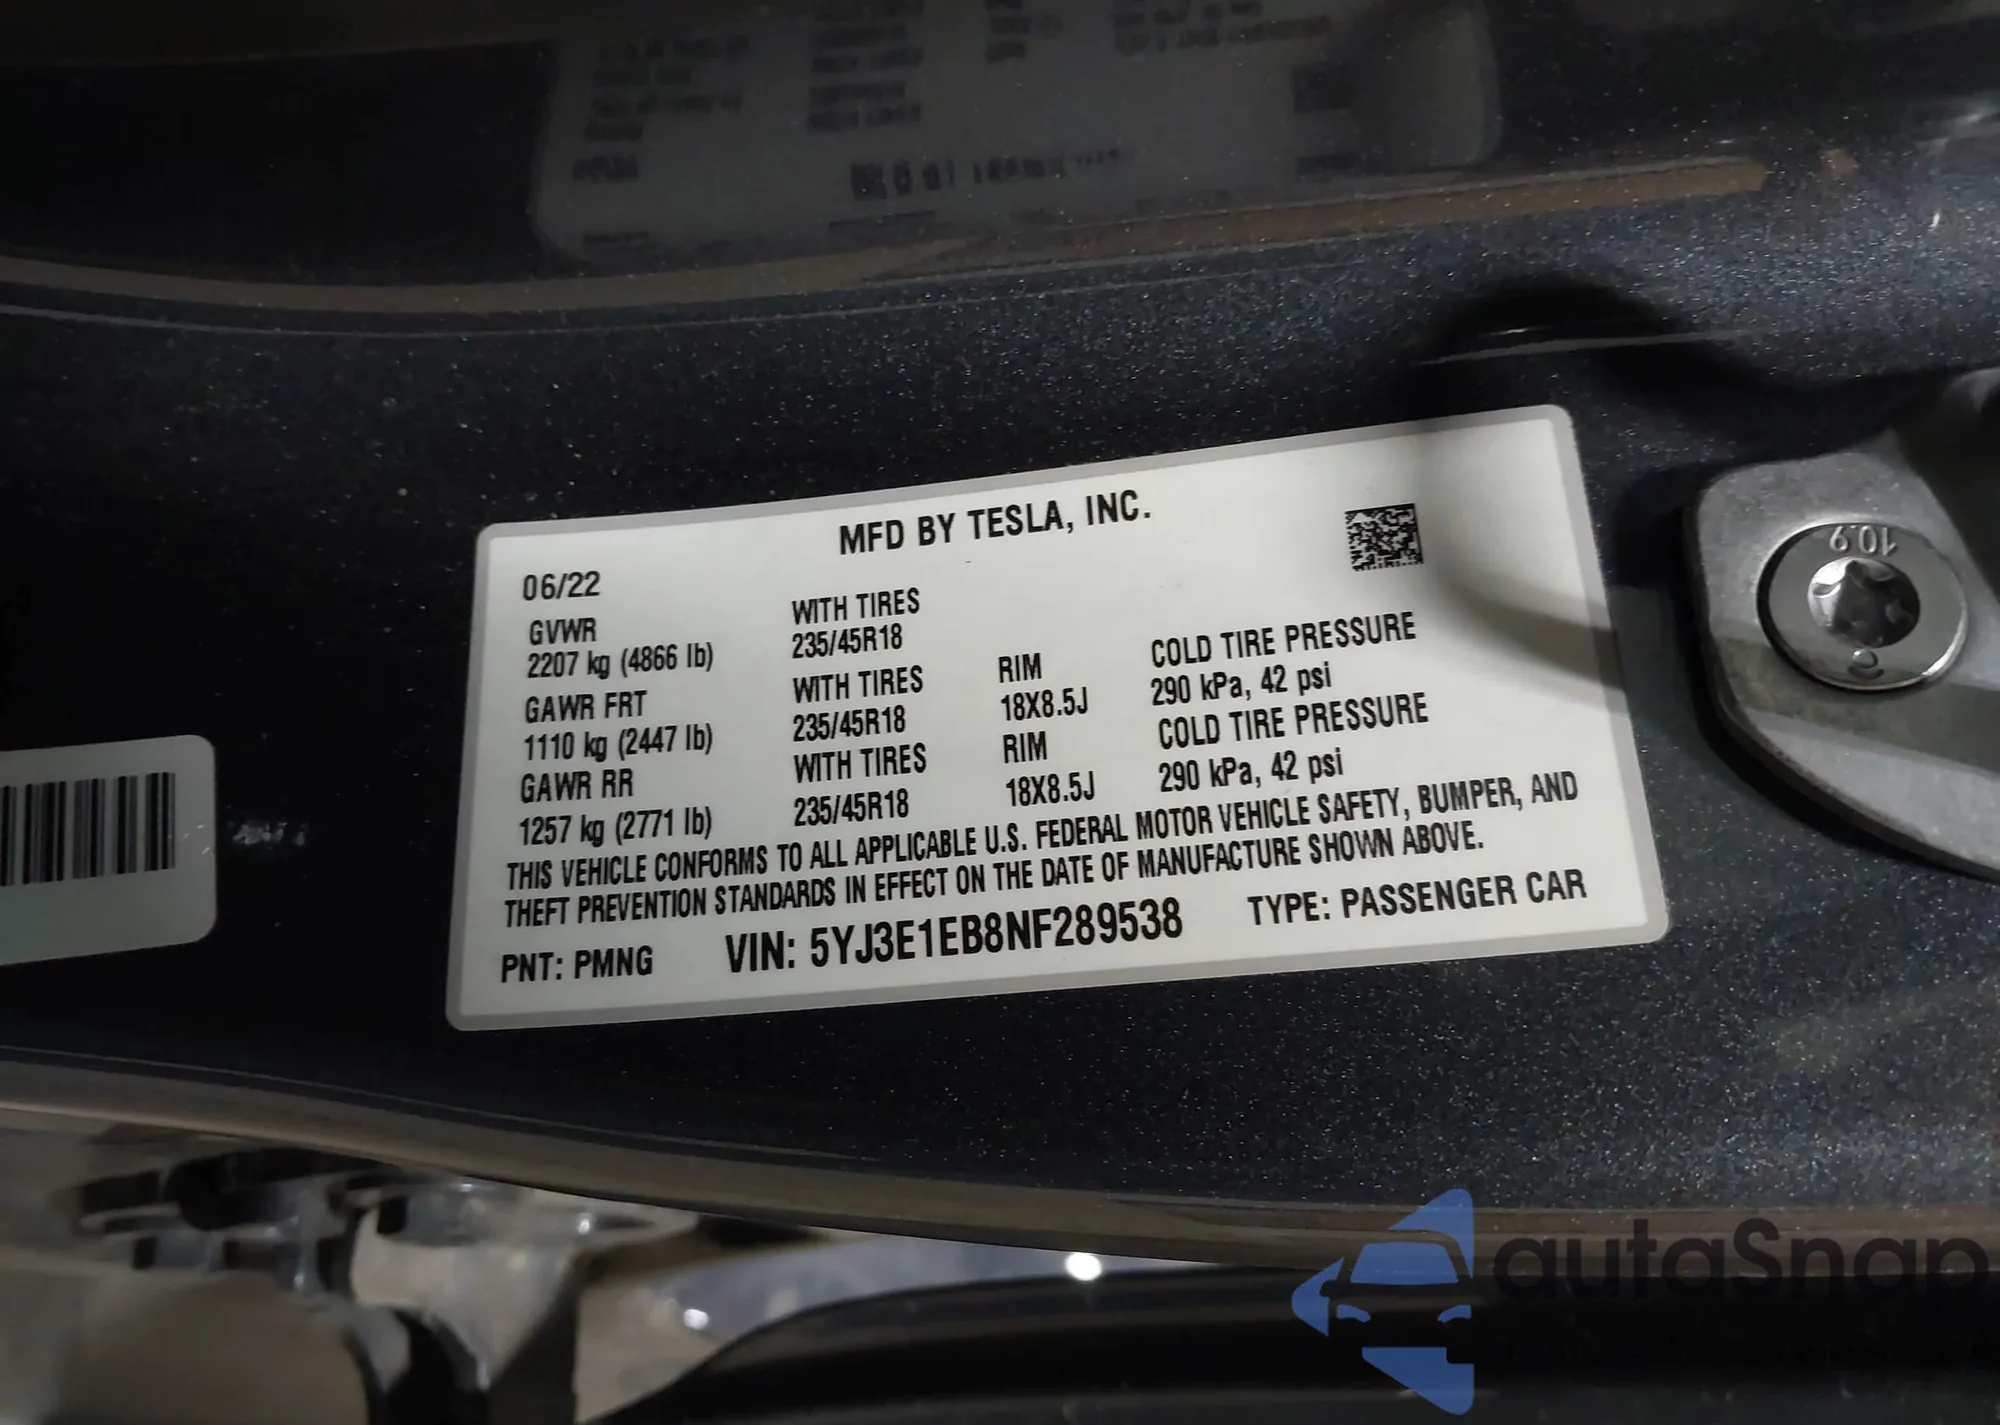 MFD BY TESLA, INC.
06/22
GVWR WITH TIRES
2207 kg (4866 lb) 235/45R18
GAWR FRT WITH TIRES RIM COLD TIRE PRESSURE
1110 kg (2447 lb) 235/45R18 18X8.5J 290 kPa, 42 psi
GAWR RR WITH TIRES RIM COLD TIRE PRESSURE
1257 kg (2771 lb) 235/45R18 18X8.5J 290 kPa, 42 psi
THIS VEHICLE CONFORMS TO ALL APPLICABLE U.S. FEDERAL MOTOR VEHICLE SAFETY, BUMPER, AND
THEFT PREVENTION STANDARDS IN EFFECT ON THE DATE OF MANUFACTURE SHOWN ABOVE.
PNT: PMNG VIN: 5YJ3E1EB8NF289538 TYPE: PASSENGER CAR
10.9
autaSnap